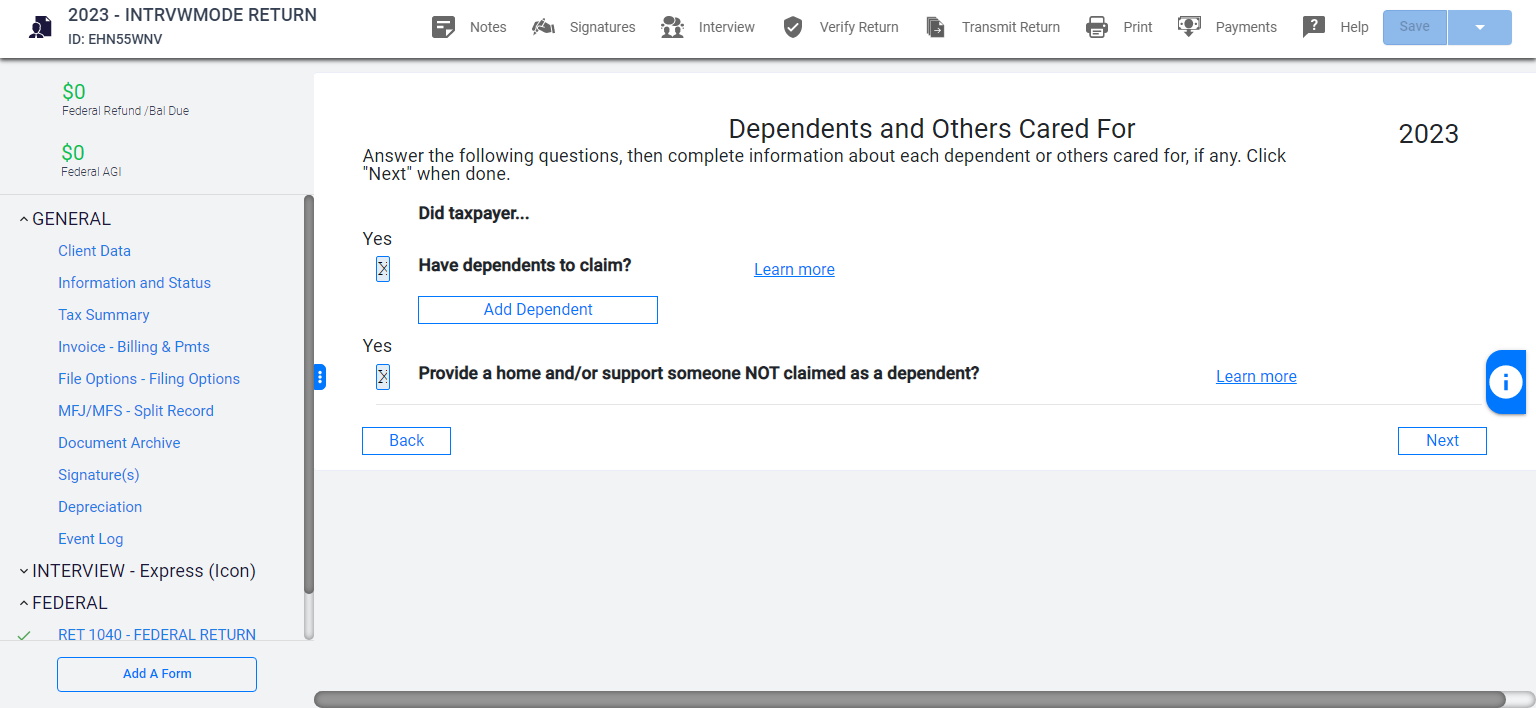 2023 - INTRVWMODE RETURN
ID: EHN55WNV
Notes
Signatures
Interview
Verify Return
Transmit Return
Print
Payments
? Help
Save
$0
Federal Refund /Bal Due
$0
Federal AGI
GENERAL
Client Data
Information and Status
Tax Summary
Invoice - Billing & Pmts
File Options - Filing Options
MFJ/MFS - Split Record
Document Archive
Signature(s)
Depreciation
Event Log
INTERVIEW - Express (Icon)
FEDERAL
RET 1040 - FEDERAL RETURN
Add A Form
Dependents and Others Cared For
2023
Answer the following questions, then complete information about each dependent or others cared for, if any. Click
"Next" when done.
Did taxpayer...
Yes
X Have dependents to claim? Learn more
Add Dependent
Yes
X Provide a home and/or support someone NOT claimed as a dependent? Learn more
Back
Next